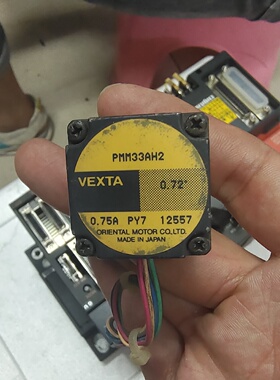 PMM33AH2
VEXTA
0.72°
0.75A PY7 12557
ORIENTAL MOTOR CO.,LTD.
MADE IN JAPAN